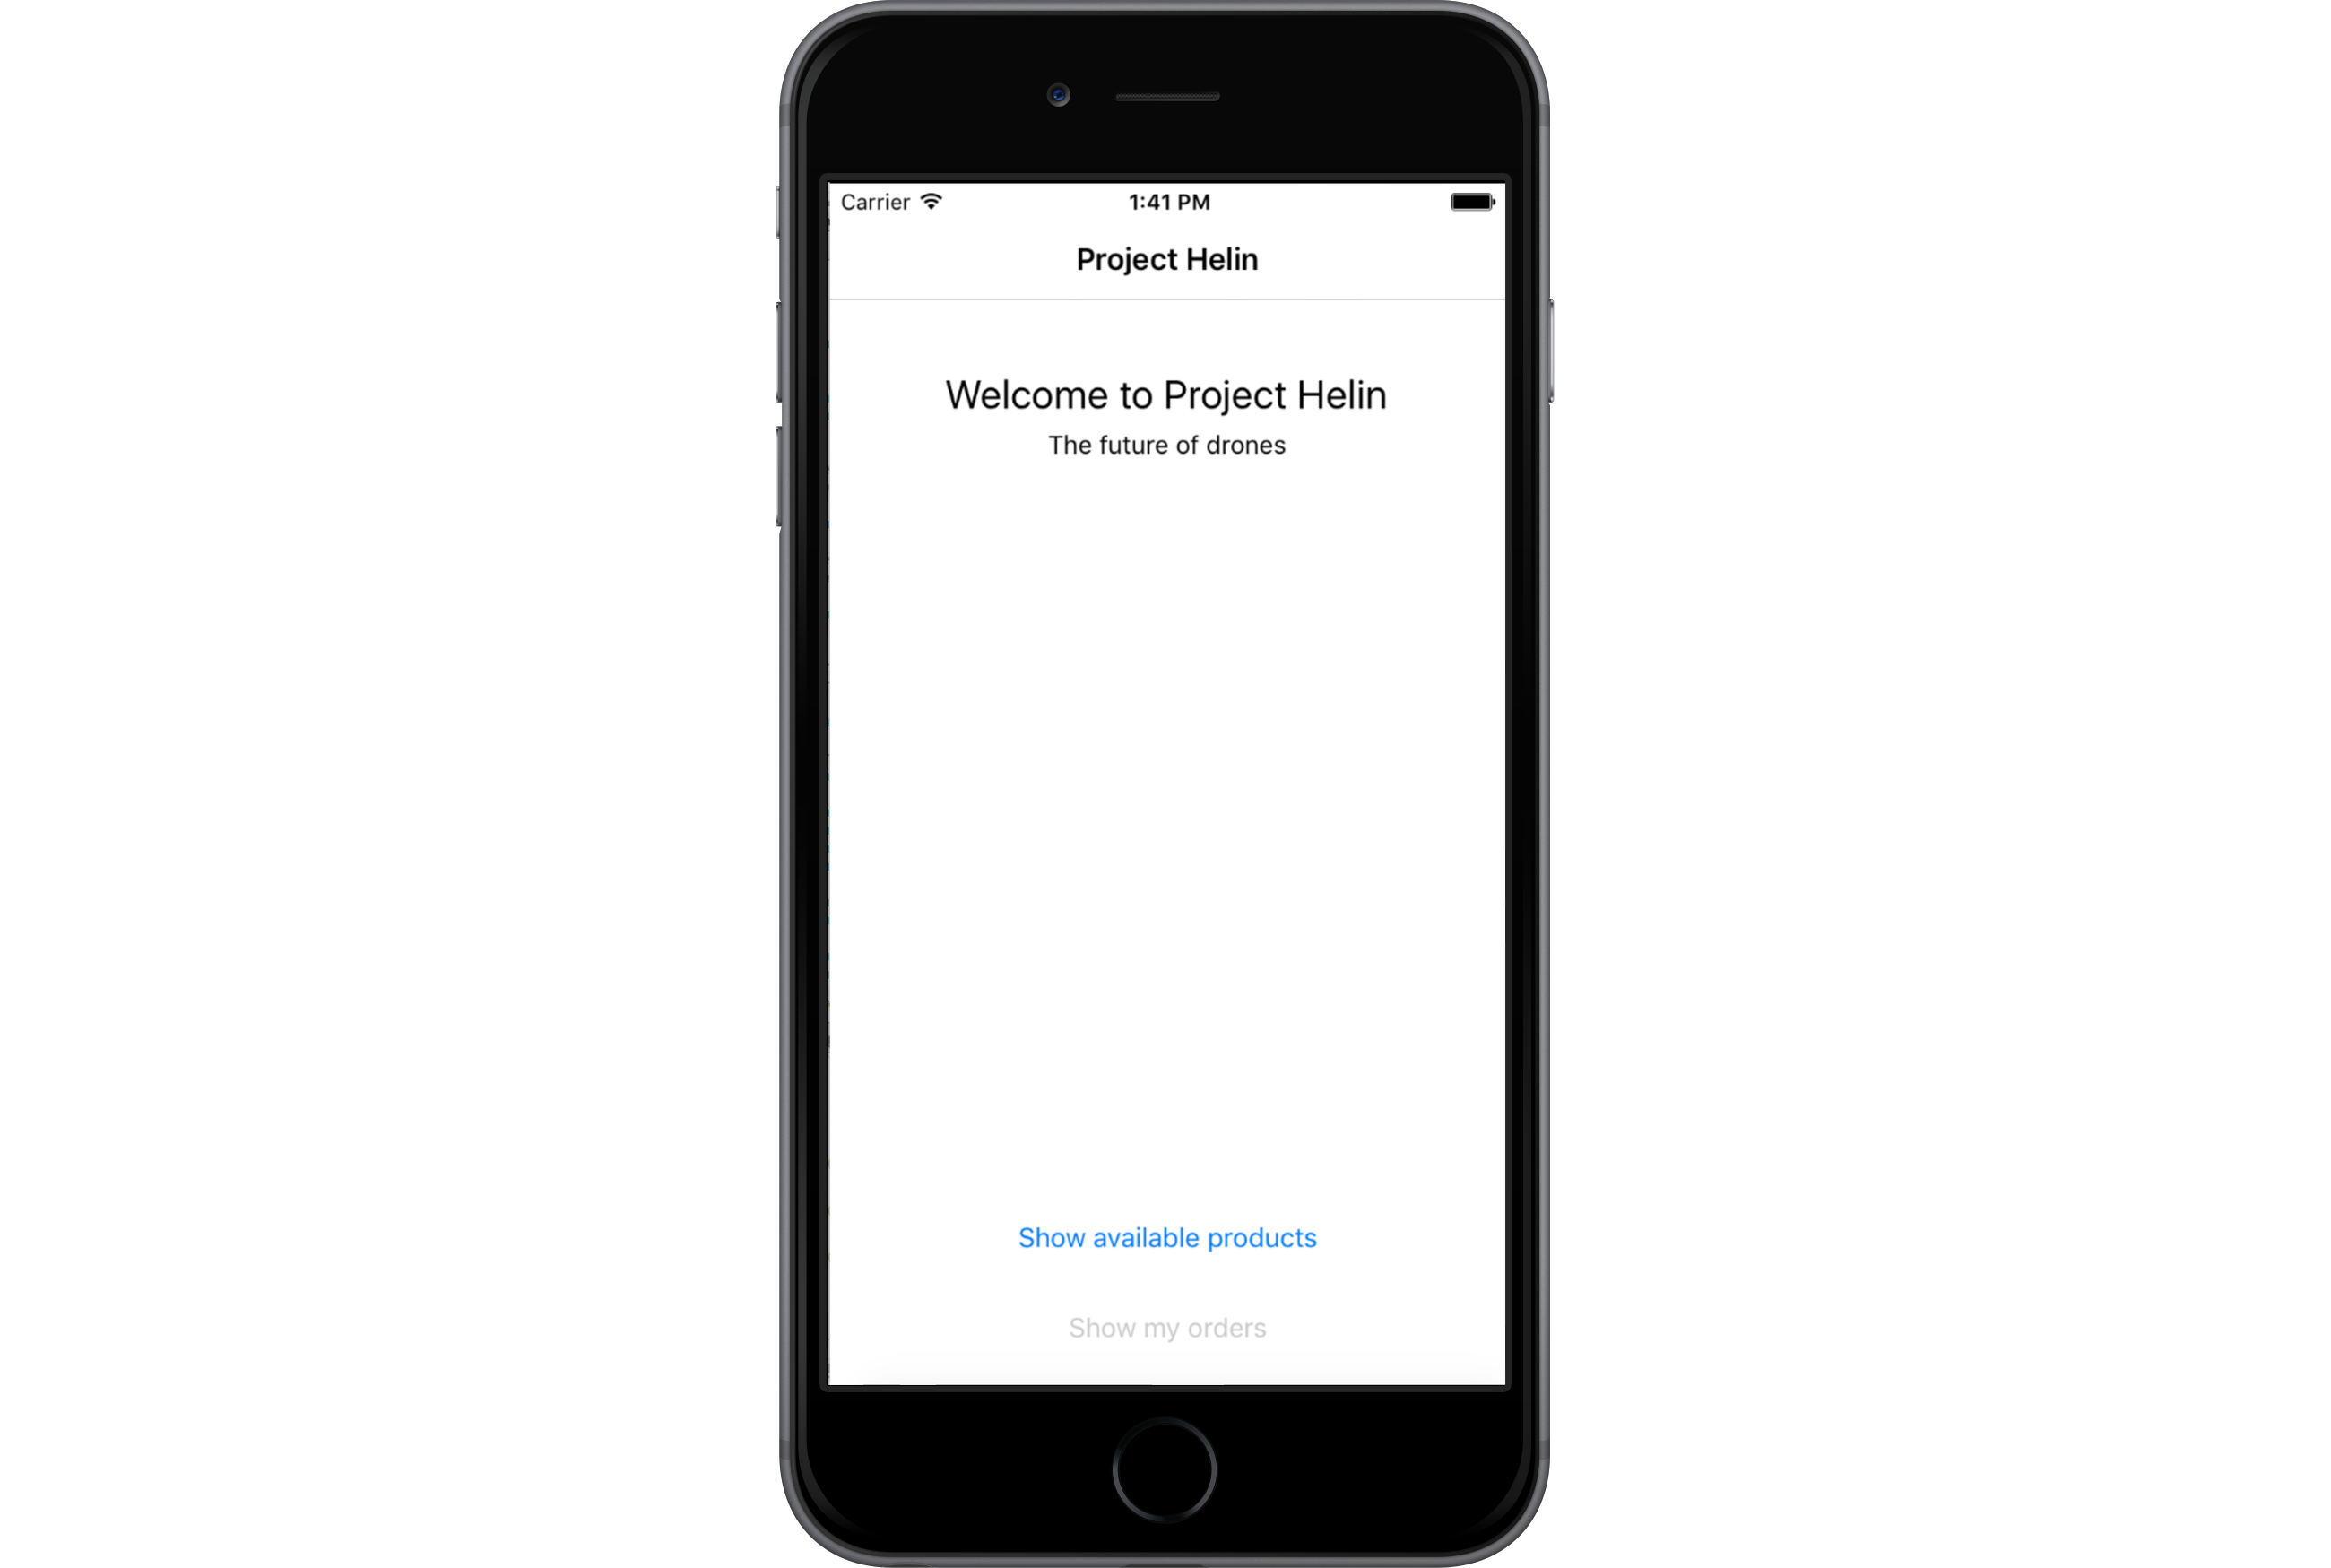 Carrier 1:41 PM
Project Helin
Welcome to Project Helin
The future of drones
Show available products
Show my orders